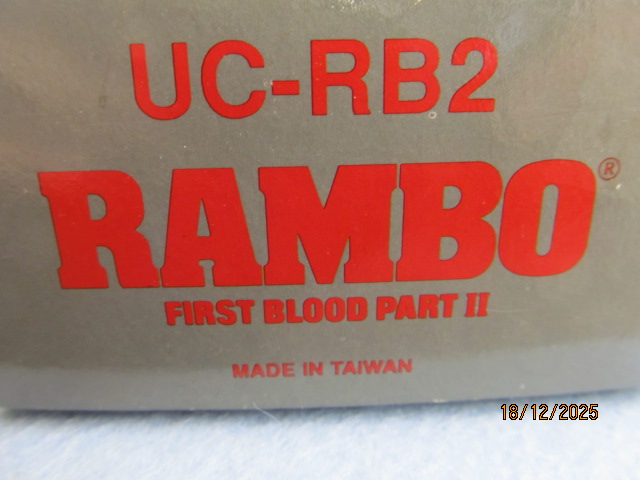 UC-RB2
RAMBO®
FIRST BLOOD PART II
MADE IN TAIWAN
18/12/2025